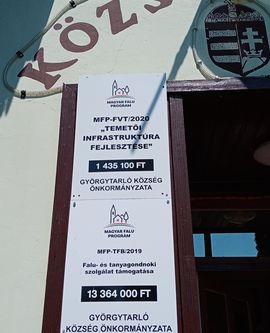 KÖZS
MAGYAR FALU
PROGRAM
MFP-FVT/2020
„TEMETŐI
INFRASTRUKTÚRA
FEJLESZTÉSE”
1 435 100 FT
GYÖRGYTARLÓ KÖZSÉG
ÖNKORMÁNYZATA
MAGYAR FALU
PROGRAM
MFP-TFB/2019
Falu- és tanyagondnoki
szolgálat támogatása
13 364 000 FT
GYÖRGYTARLÓ
KÖZSÉG ÖNKORMÁNYZATA